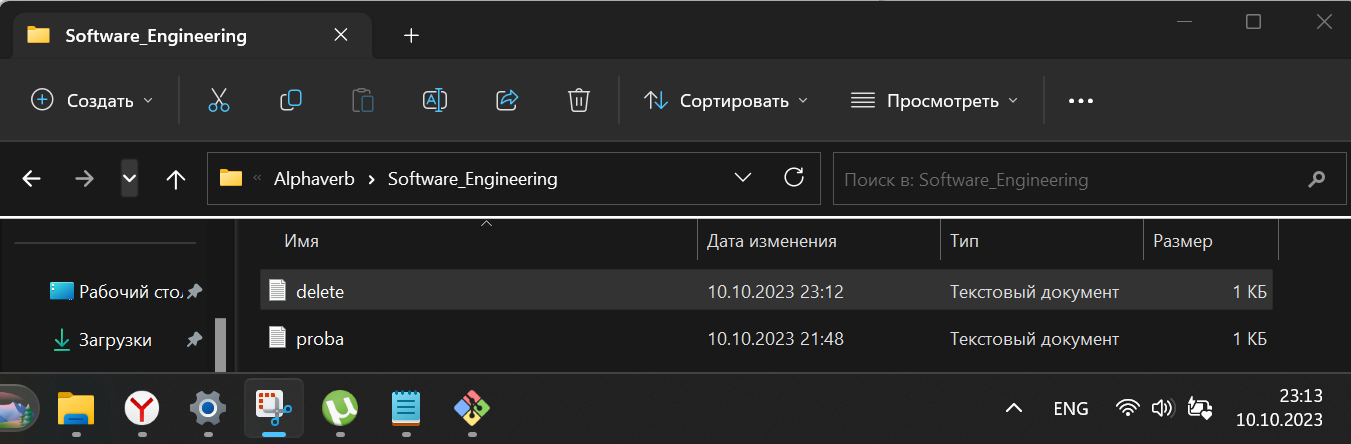 Software_Engineering
Создать
Сортировать
Просмотреть
Alphaverb > Software_Engineering
Поиск в: Software_Engineering
Имя Дата изменения Тип Размер
Рабочий стол
delete 10.10.2023 23:12 Текстовый документ 1 КБ
Загрузки
proba 10.10.2023 21:48 Текстовый документ 1 КБ
ENG
23:13
10.10.2023